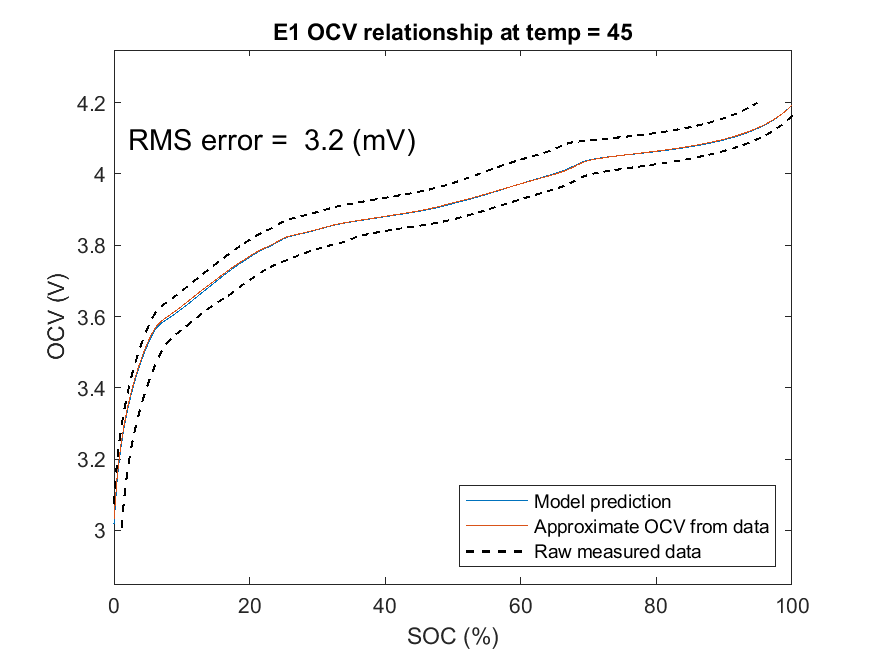 E1 OCV relationship at temp = 45
RMS error = 3.2 (mV)
OCV (V)
4.2
4
3.8
3.6
3.4
3.2
3
0
20
40
60
80
100
SOC (%)
Model prediction
Approximate OCV from data
Raw measured data